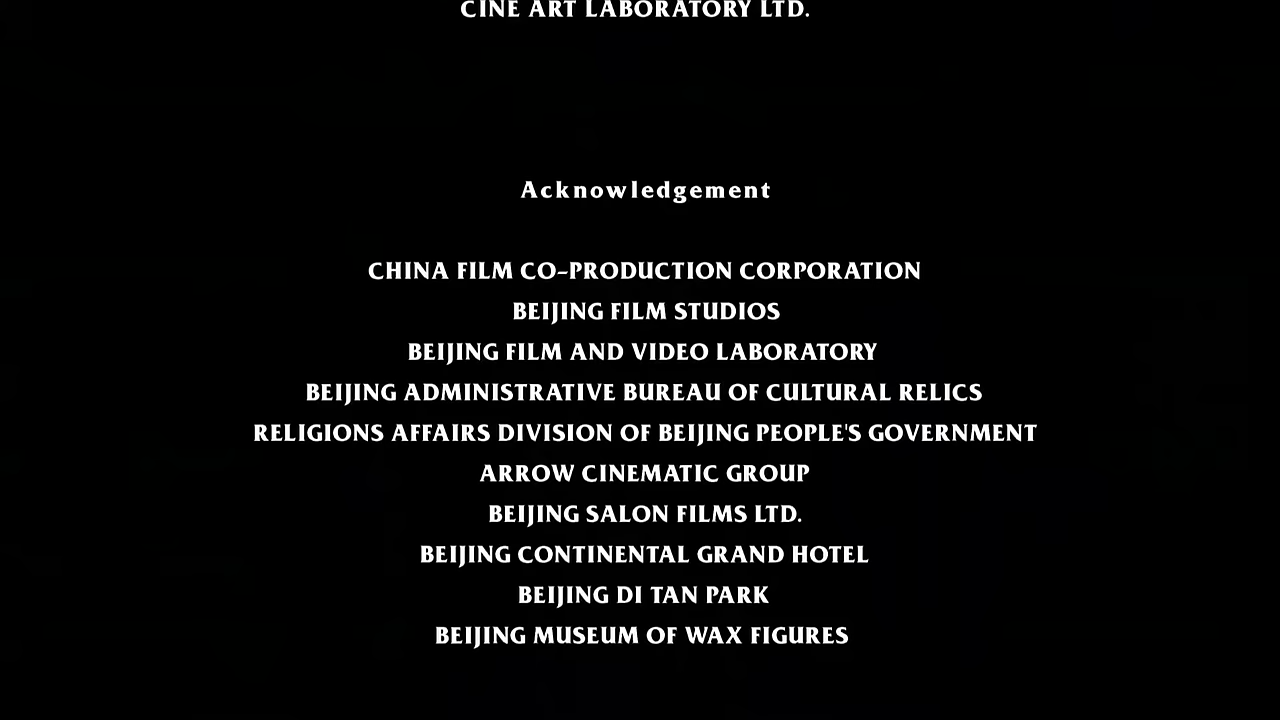 CINE ART LABORATORY LTD.
Acknowledgement
CHINA FILM CO-PRODUCTION CORPORATION
BEIJING FILM STUDIOS
BEIJING FILM AND VIDEO LABORATORY
BEIJING ADMINISTRATIVE BUREAU OF CULTURAL RELICS
RELIGIONS AFFAIRS DIVISION OF BEIJING PEOPLE'S GOVERNMENT
ARROW CINEMATIC GROUP
BEIJING SALON FILMS LTD.
BEIJING CONTINENTAL GRAND HOTEL
BEIJING DI TAN PARK
BEIJING MUSEUM OF WAX FIGURES